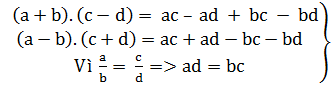 (a + b). (c − d) = ac – ad + bc − bd
(a − b). (c + d) = ac + ad − bc − bd
Vì a/b = c/d => ad = bc